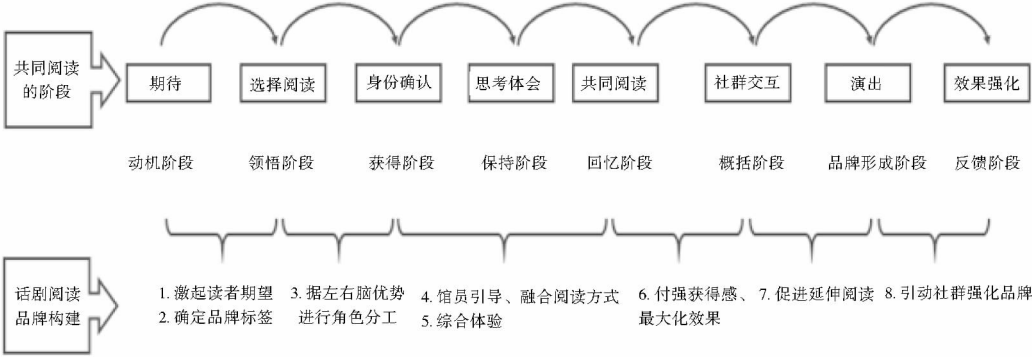 共同阅读
的阶段
期待
选择阅读
身份确认
思考体会
共同阅读
社群交互
演出
效果强化
动机阶段
领悟阶段
获得阶段
保持阶段
回忆阶段
概括阶段
品牌形成阶段
反馈阶段
话剧阅读
品牌构建
1. 激起读者期望
2. 确定品牌标签
3. 据左右脑优势
进行角色分工
4. 馆员引导、融合阅读方式
5. 综合体验
6. 付强获得感、
最大化效果
7. 促进延伸阅读
8. 引动社群强化品牌